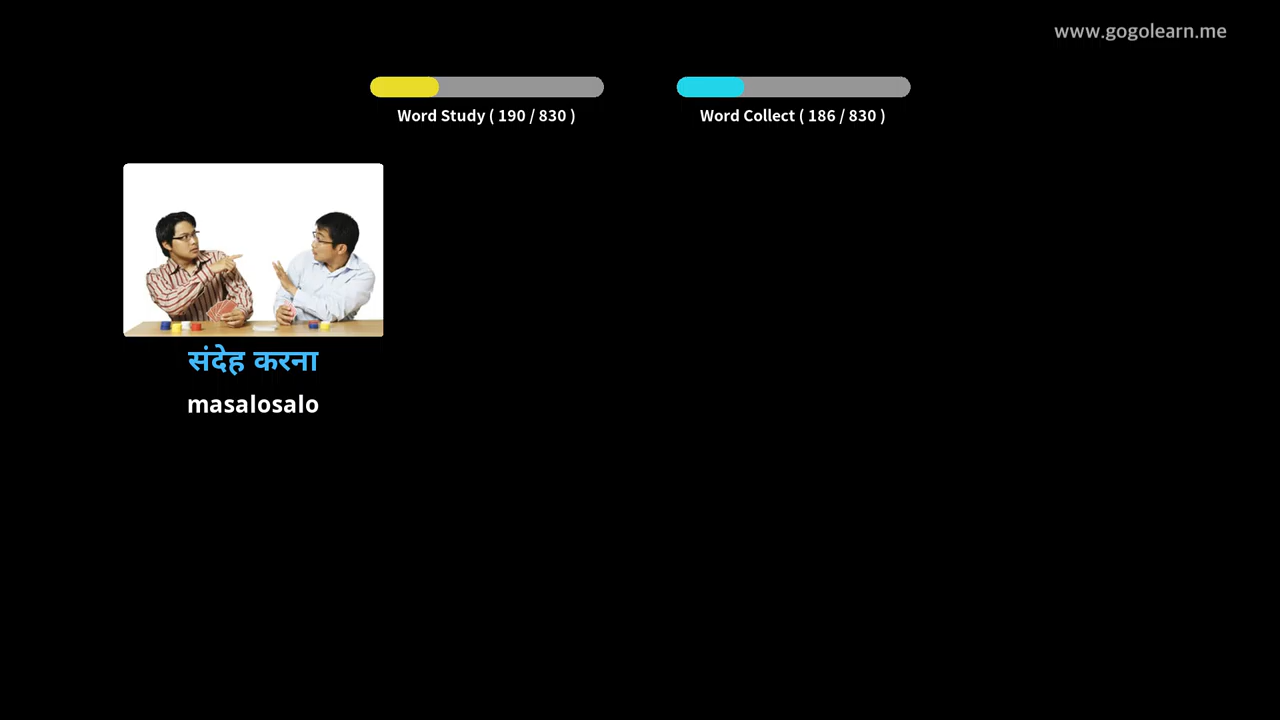 www.gogolearn.me
Word Study ( 190 / 830 )
Word Collect ( 186 / 830 )
संदेह करना
masalosalo